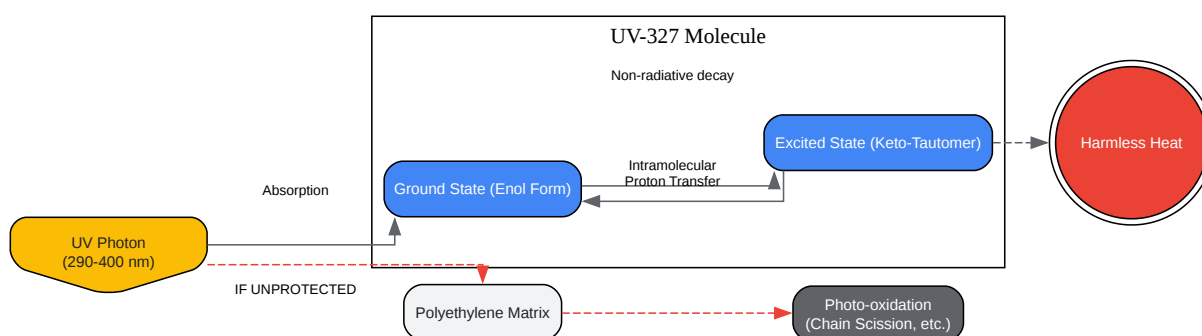 UV-327 Molecule
Non-radiative decay
Excited State (Keto-Tautomer)
Harmless Heat
Intramolecular
Proton Transfer
Ground State (Enol Form)
Absorption
UV Photon
(290-400 nm)
IF UNPROTECTED
Polyethylene Matrix
Photo-oxidation
(Chain Scission, etc.)